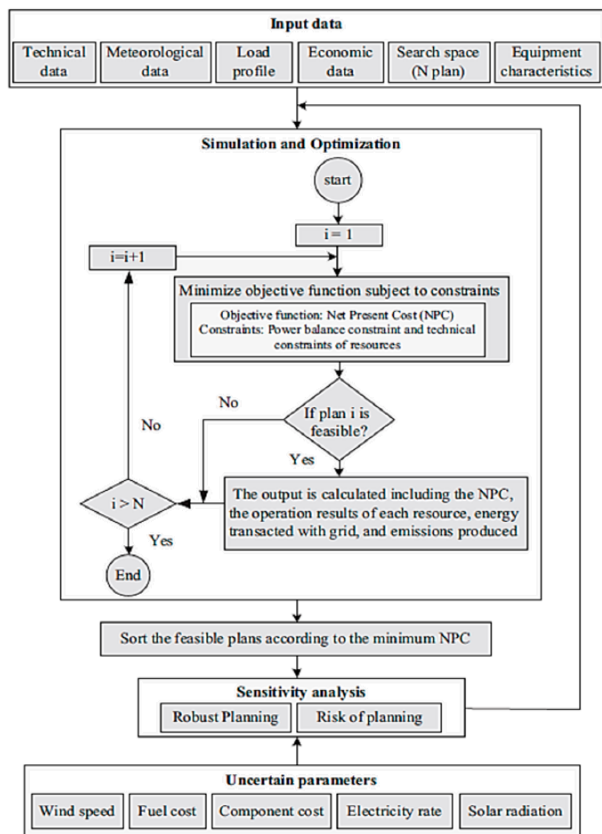 Input data
Technical
data
Meteorological
data
Load
profile
Economic
data
Search space
(N plan)
Equipment
characteristics
Simulation and Optimization
start
i = 1
i=i+1
Minimize objective function subject to constraints
Objective function: Net Present Cost (NPC)
Constraints: Power balance constraint and technical
constraints of resources
If plan i is
feasible?
No
Yes
The output is calculated including the NPC,
the operation results of each resource, energy
transacted with grid, and emissions produced
i > N
No
Yes
End
Sort the feasible plans according to the minimum NPC
Sensitivity analysis
Robust Planning
Risk of planning
Uncertain parameters
Wind speed
Fuel cost
Component cost
Electricity rate
Solar radiation